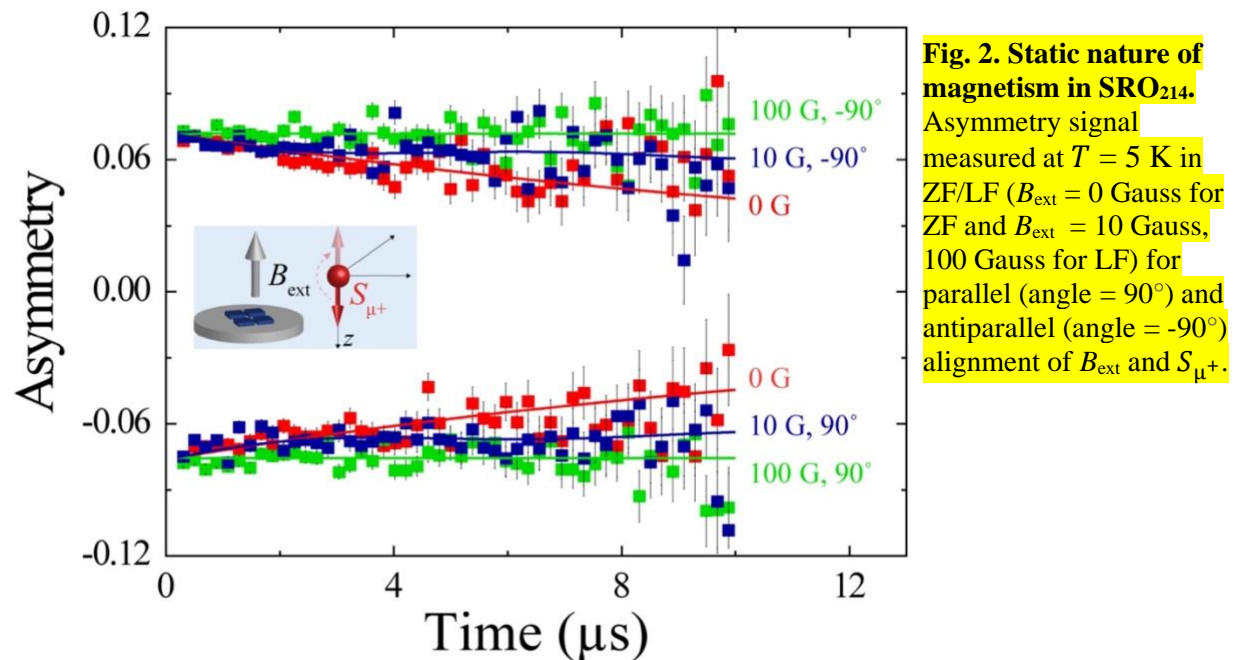 0.12
0.06
0.00
-0.06
-0.12
Asymmetry
0
4
8
12
Time (µs)
100 G, -90°
10 G, -90°
0 G
0 G
10 G, 90°
100 G, 90°
B_ext
S_μ+
z
Fig. 2. Static nature of
magnetism in SRO₂₁₄.
Asymmetry signal
measured at T = 5 K in
ZF/LF (B_ext = 0 Gauss for
ZF and B_ext = 10 Gauss,
100 Gauss for LF) for
parallel (angle = 90°) and
antiparallel (angle = -90°)
alignment of B_ext and S_μ+.